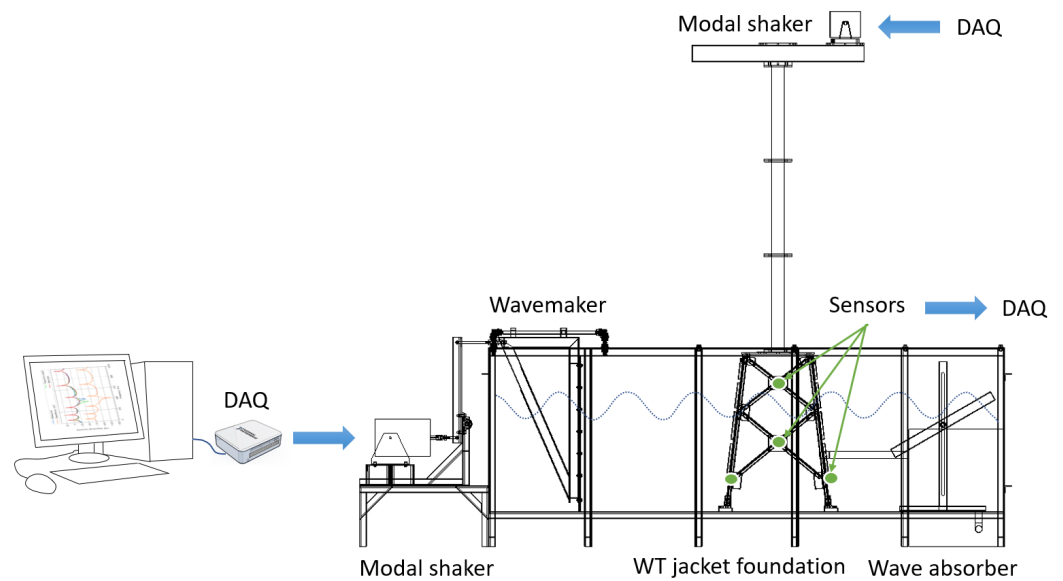 Modal shaker
DAQ
Wavemaker
Sensors
DAQ
DAQ
Modal shaker
WT jacket foundation
Wave absorber